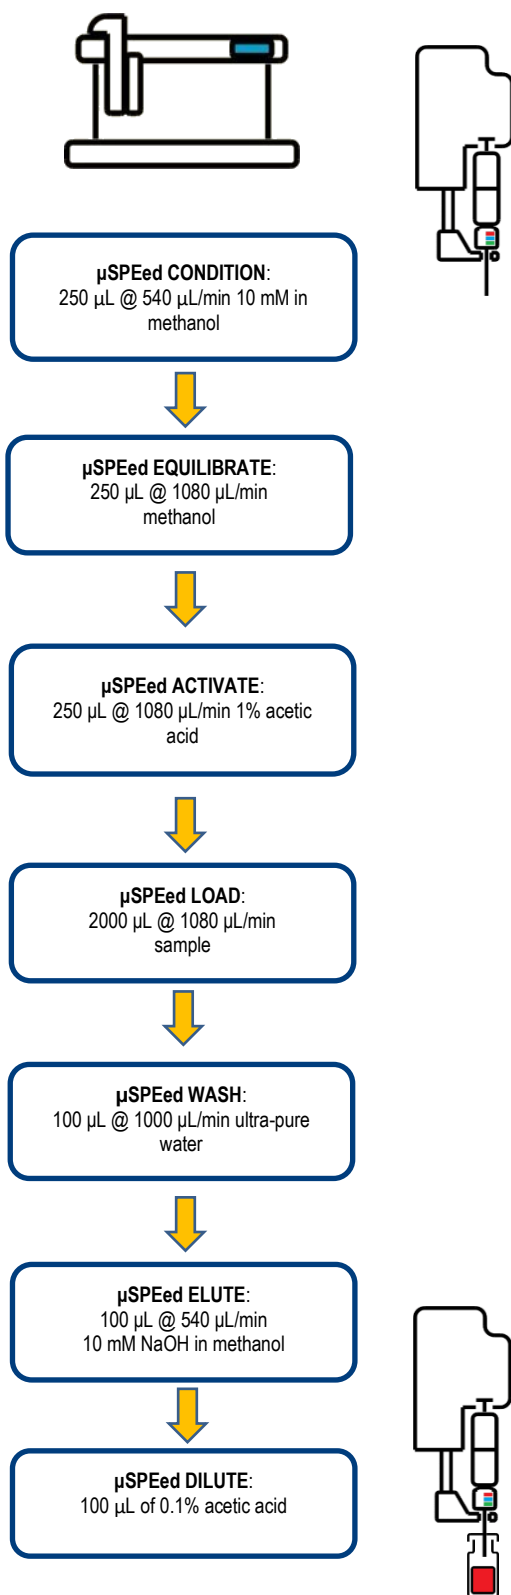 µSPEed CONDITION:
250 µL @ 540 µL/min 10 mM in
methanol
µSPEed EQUILIBRATE:
250 µL @ 1080 µL/min
methanol
µSPEed ACTIVATE:
250 µL @ 1080 µL/min 1% acetic
acid
µSPEed LOAD:
2000 µL @ 1080 µL/min
sample
µSPEed WASH:
100 µL @ 1000 µL/min ultra-pure
water
µSPEed ELUTE:
100 µL @ 540 µL/min
10 mM NaOH in methanol
µSPEed DILUTE:
100 µL of 0.1% acetic acid